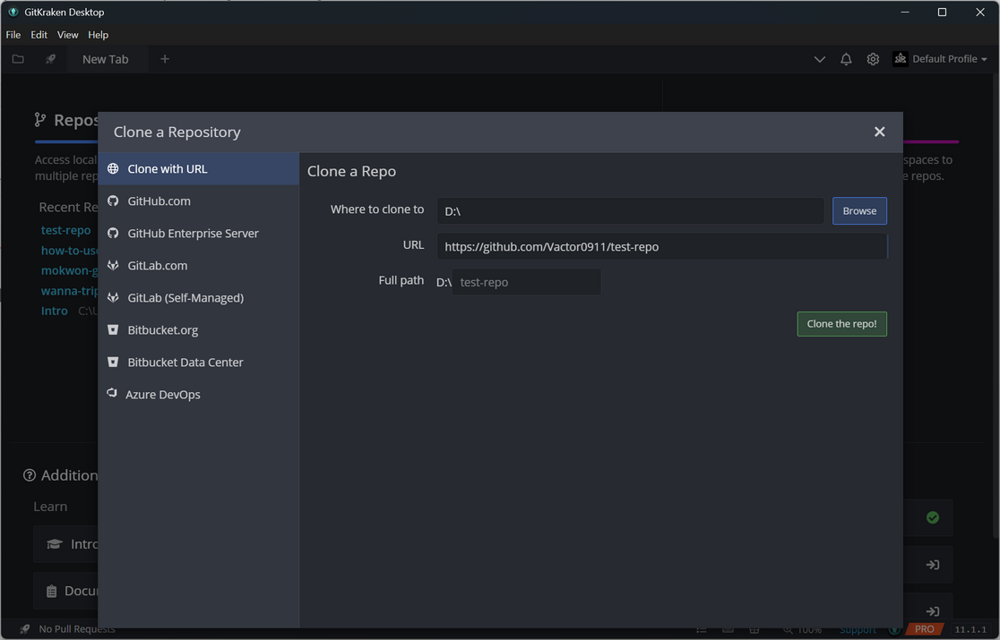 GitKraken Desktop
File Edit View Help
New Tab
Default Profile
Repos
Access local
multiple rep
spaces to
e repos.
Recent Re
test-repo
how-to-use
mokwon-g
wanna-trip
Intro C:\U
Clone a Repository
Clone with URL
GitHub.com
GitHub Enterprise Server
GitLab.com
GitLab (Self-Managed)
Bitbucket.org
Bitbucket Data Center
Azure DevOps
Clone a Repo
Where to clone to D:\ Browse
URL https://github.com/Vactor0911/test-repo
Full path D:\ test-repo
Clone the repo!
Addition
Learn
Intro
Docu
No Pull Requests
100% Support PRO 11.1.1